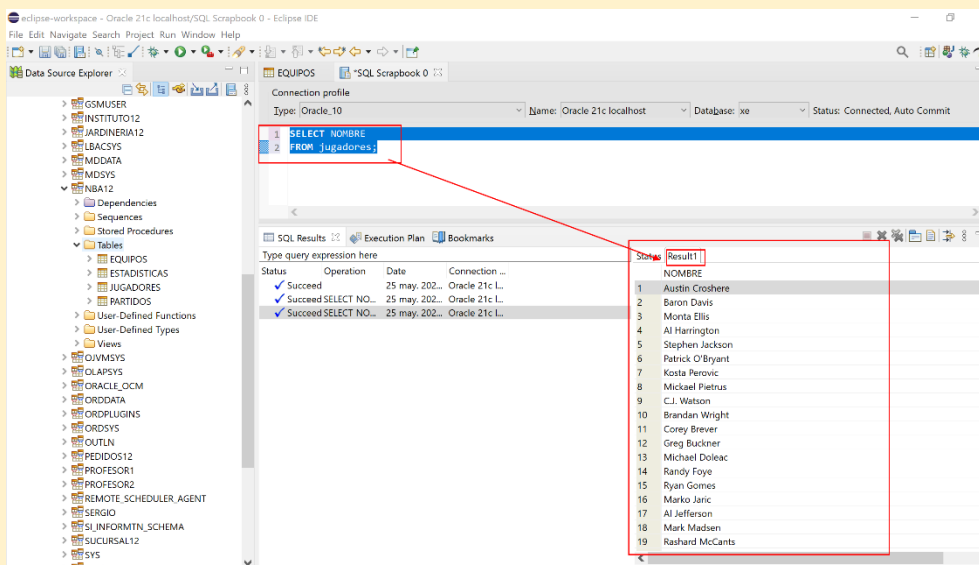 eclipse-workspace - Oracle 21c localhost/SQL Scrapbook 0 - Eclipse IDE
File Edit Navigate Search Project Run Window Help
Data Source Explorer
GSMUSER
INSTITUTO12
JARDINERIA12
LBACSYS
MDDATA
MDSYS
NBA12
Dependencies
Sequences
Stored Procedures
Tables
EQUIPOS
ESTADISTICAS
JUGADORES
PARTIDOS
User-Defined Functions
User-Defined Types
Views
OJVMSYS
OLAPSYS
ORACLE_OCM
ORDDATA
ORDPLUGINS
ORDSYS
OUTLN
PEDIDOS12
PROFESOR1
PROFESOR2
REMOTE_SCHEDULER_AGENT
SERGIO
SI_INFORMTN_SCHEMA
SUCURSAL12
SYS
EQUIPOS *SQL Scrapbook 0
Connection profile
Type: Oracle_10 Name: Oracle 21c localhost Database: xe Status: Connected, Auto Commit
1 SELECT NOMBRE
2 FROM jugadores;
SQL Results Execution Plan Bookmarks
Type query expression here
Status Operation Date Connection ...
Succeed 25 may. 202... Oracle 21c l...
Succeed SELECT NO... 25 may. 202... Oracle 21c l...
Succeed SELECT NO... 25 may. 202... Oracle 21c l...
Status Result1
NOMBRE
1 Austin Croshere
2 Baron Davis
3 Monta Ellis
4 Al Harrington
5 Stephen Jackson
6 Patrick O'Bryant
7 Kosta Perovic
8 Mickael Pietrus
9 C.J. Watson
10 Brandan Wright
11 Corey Brever
12 Greg Buckner
13 Michael Doleac
14 Randy Foye
15 Ryan Gomes
16 Marko Jaric
17 Al Jefferson
18 Mark Madsen
19 Rashard McCants